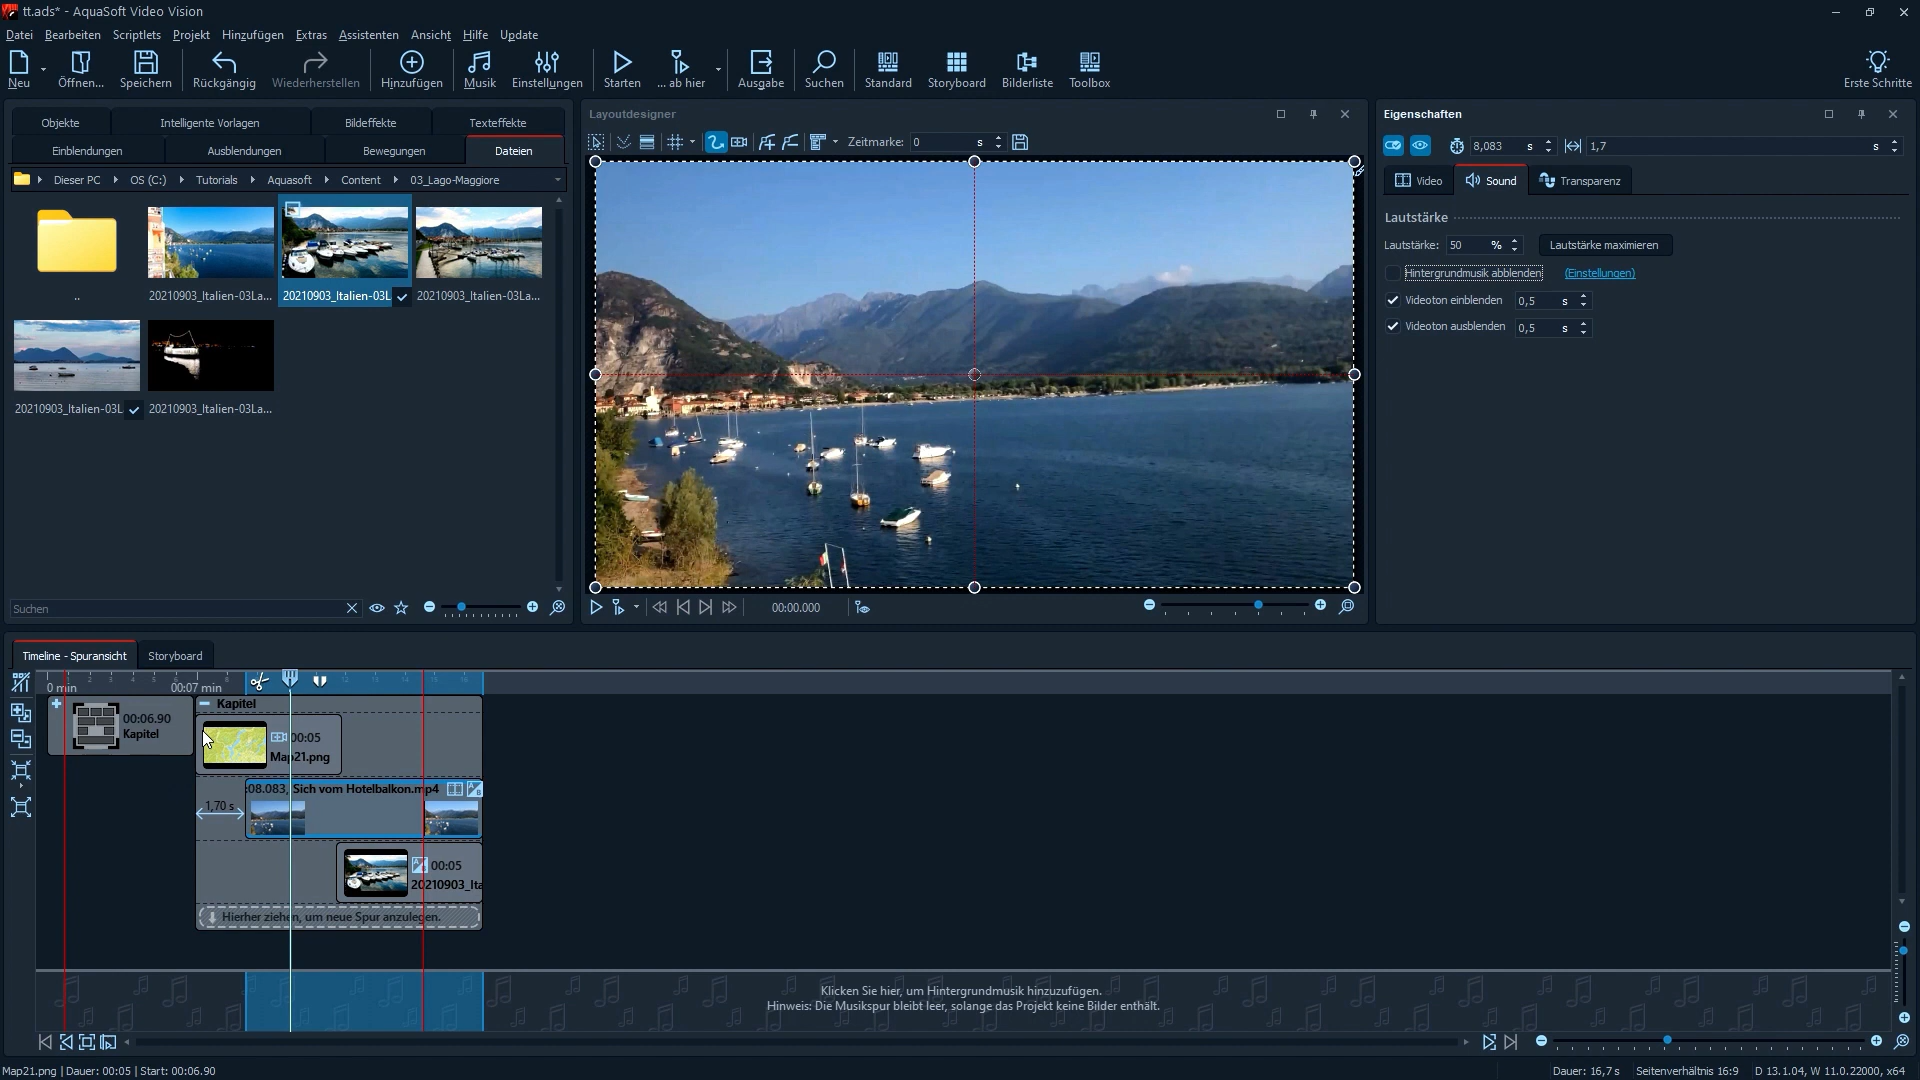 tt.ads* - AquaSoft Video Vision
Datei Bearbeiten Scriptlets Projekt Hinzufügen Extras Assistenten Ansicht Hilfe Update
Neu Öffnen... Speichern Rückgängig Wiederherstellen Hinzufügen Musik Einstellungen Starten ... ab hier Ausgabe Suchen Standard Storyboard Bilderliste Toolbox Erste Schritte
Objekte Intelligente Vorlagen Bildeffekte Texteffekte
Einblendungen Ausblendungen Bewegungen Dateien
Dieser PC OS (C:) Tutorials Aquasoft Content 03_Lago-Maggiore
..
20210903_Italien-03La...
20210903_Italien-03L
20210903_Italien-03La...
20210903_Italien-03L
20210903_Italien-03La...
Suchen
Layoutdesigner
Zeitmarke: 0 s
00:00.000
Eigenschaften
8,083 s 1,7 s
Video Sound Transparenz
Lautstärke
Lautstärke: 50 % Lautstärke maximieren
Hintergrundmusik abblenden (Einstellungen)
Videoton einblenden 0,5 s
Videoton ausblenden 0,5 s
Timeline - Spuransicht Storyboard
0 min 00:07 min
00:06.90
Kapitel
Kapitel
00:05
Map21.png
:08.083, Sich vom Hotelbalkon.mp4
1,70 s
00:05
20210903_Ita
Hierher ziehen, um neue Spur anzulegen.
Klicken Sie hier, um Hintergrundmusik hinzuzufügen.
Hinweis: Die Musikspur bleibt leer, solange das Projekt keine Bilder enthält.
Map21.png | Dauer: 00:05 | Start: 00:06.90
Dauer: 16,7 s Seitenverhältnis 16:9 D 13.1.04, W 11.0.22000, x64